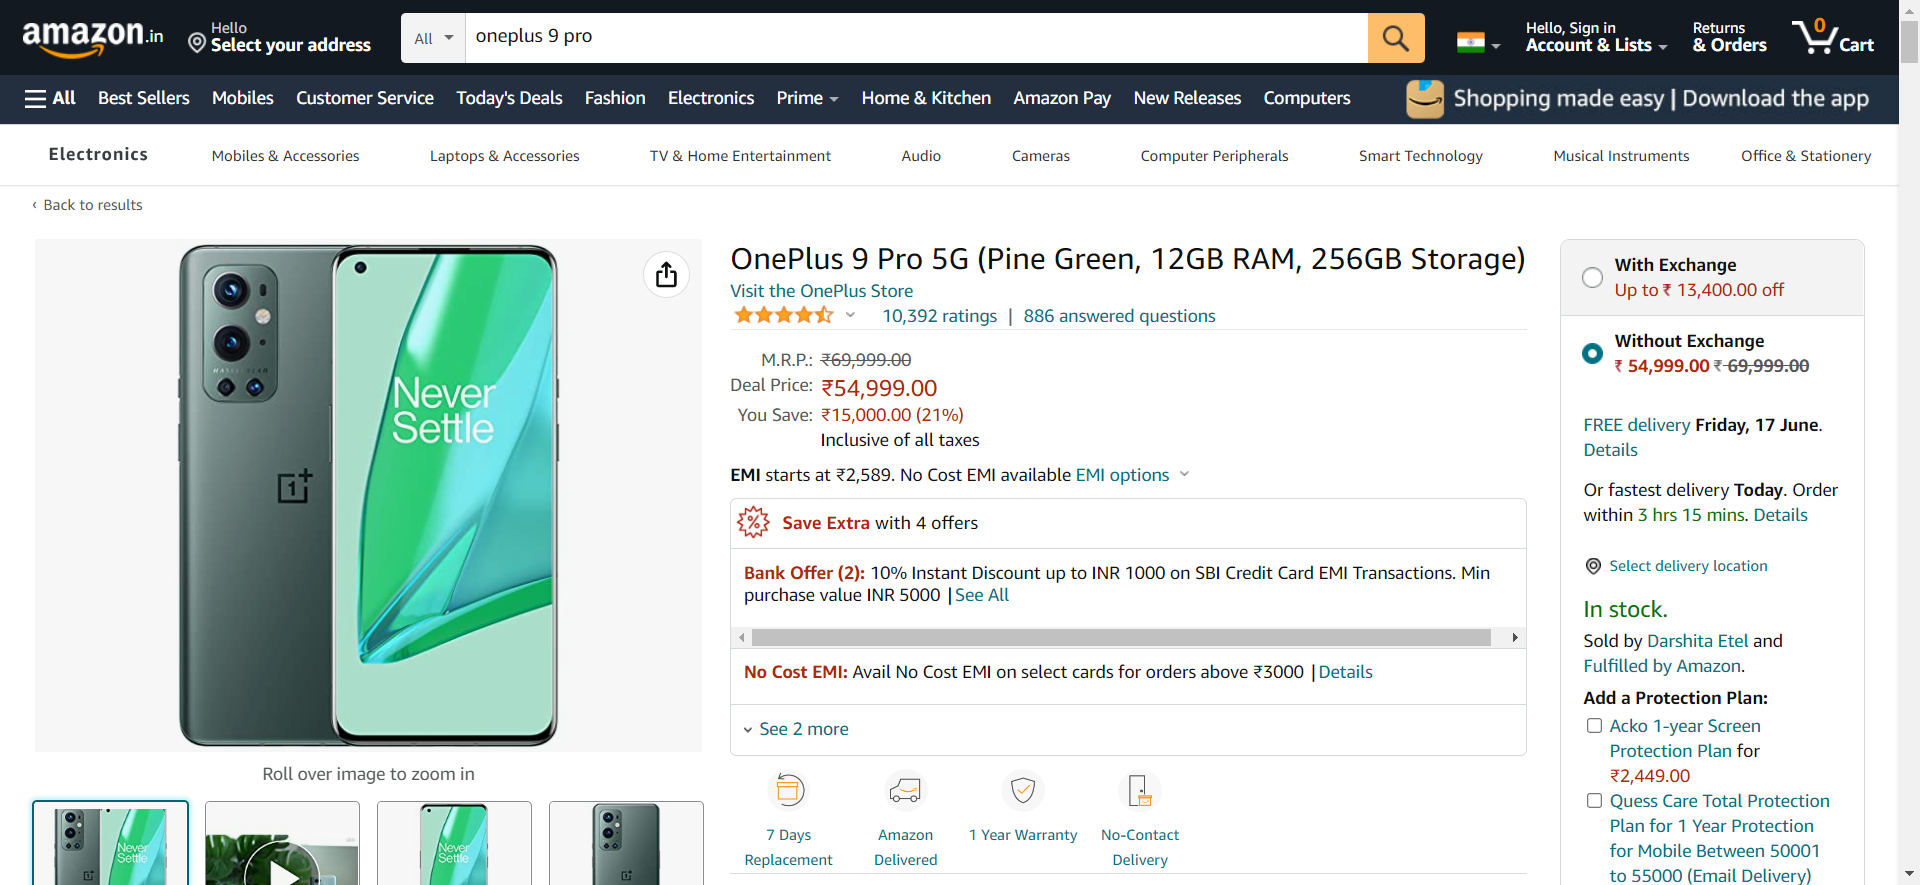 amazon.in
Hello
Select your address
All
oneplus 9 pro
Hello, Sign in
Account & Lists
Returns
& Orders
0
Cart
All
Best Sellers
Mobiles
Customer Service
Today's Deals
Fashion
Electronics
Prime
Home & Kitchen
Amazon Pay
New Releases
Computers
Shopping made easy | Download the app
Electronics
Mobiles & Accessories
Laptops & Accessories
TV & Home Entertainment
Audio
Cameras
Computer Peripherals
Smart Technology
Musical Instruments
Office & Stationery
‹ Back to results
HASSELBLAD
Never
Settle
1+
Roll over image to zoom in
Never
Settle
Never
Settle
OnePlus 9 Pro 5G (Pine Green, 12GB RAM, 256GB Storage)
Visit the OnePlus Store
10,392 ratings | 886 answered questions
M.R.P.: ₹69,999.00
Deal Price: ₹54,999.00
You Save: ₹15,000.00 (21%)
Inclusive of all taxes
EMI starts at ₹2,589. No Cost EMI available EMI options
% Save Extra with 4 offers
Bank Offer (2): 10% Instant Discount up to INR 1000 on SBI Credit Card EMI Transactions. Min
purchase value INR 5000 | See All
No Cost EMI: Avail No Cost EMI on select cards for orders above ₹3000 | Details
See 2 more
7 Days
Replacement
Amazon
Delivered
1 Year Warranty
No-Contact
Delivery
With Exchange
Up to ₹ 13,400.00 off
Without Exchange
₹ 54,999.00 ₹ 69,999.00
FREE delivery Friday, 17 June.
Details
Or fastest delivery Today. Order
within 3 hrs 15 mins. Details
Select delivery location
In stock.
Sold by Darshita Etel and
Fulfilled by Amazon.
Add a Protection Plan:
Acko 1-year Screen
Protection Plan for
₹2,449.00
Quess Care Total Protection
Plan for 1 Year Protection
for Mobile Between 50001
to 55000 (Email Delivery)